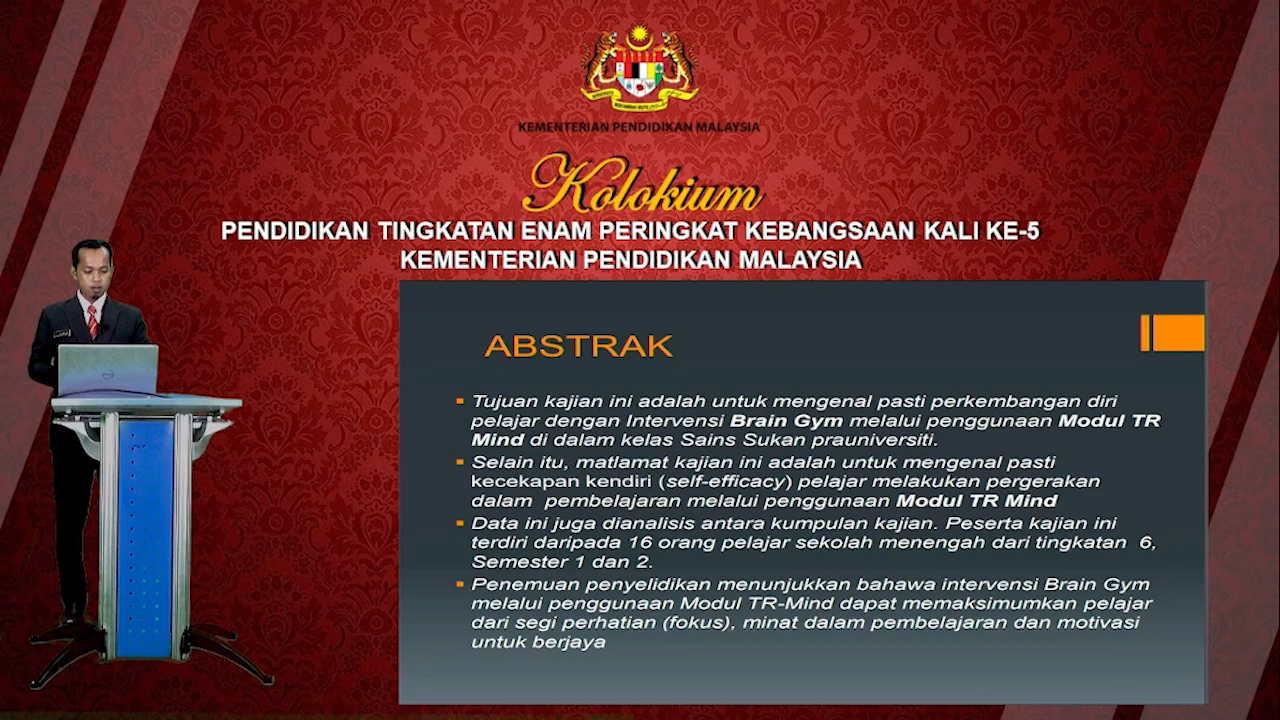 KEMENTERIAN PENDIDIKAN MALAYSIA
Kolokium
PENDIDIKAN TINGKATAN ENAM PERINGKAT KEBANGSAAN KALI KE-5
KEMENTERIAN PENDIDIKAN MALAYSIA
ABSTRAK
Tujuan kajian ini adalah untuk mengenal pasti perkembangan diri
pelajar dengan Intervensi Brain Gym melalui penggunaan Modul TR
Mind di dalam kelas Sains Sukan prauniversiti.
Selain itu, matlamat kajian ini adalah untuk mengenal pasti
kecekapan kendiri (self-efficacy) pelajar melakukan pergerakan
dalam pembelajaran melalui penggunaan Modul TR Mind
Data ini juga dianalisis antara kumpulan kajian. Peserta kajian ini
terdiri daripada 16 orang pelajar sekolah menengah dari tingkatan 6,
Semester 1 dan 2.
Penemuan penyelidikan menunjukkan bahawa intervensi Brain Gym
melalui penggunaan Modul TR-Mind dapat memaksimumkan pelajar
dari segi perhatian (fokus), minat dalam pembelajaran dan motivasi
untuk berjaya